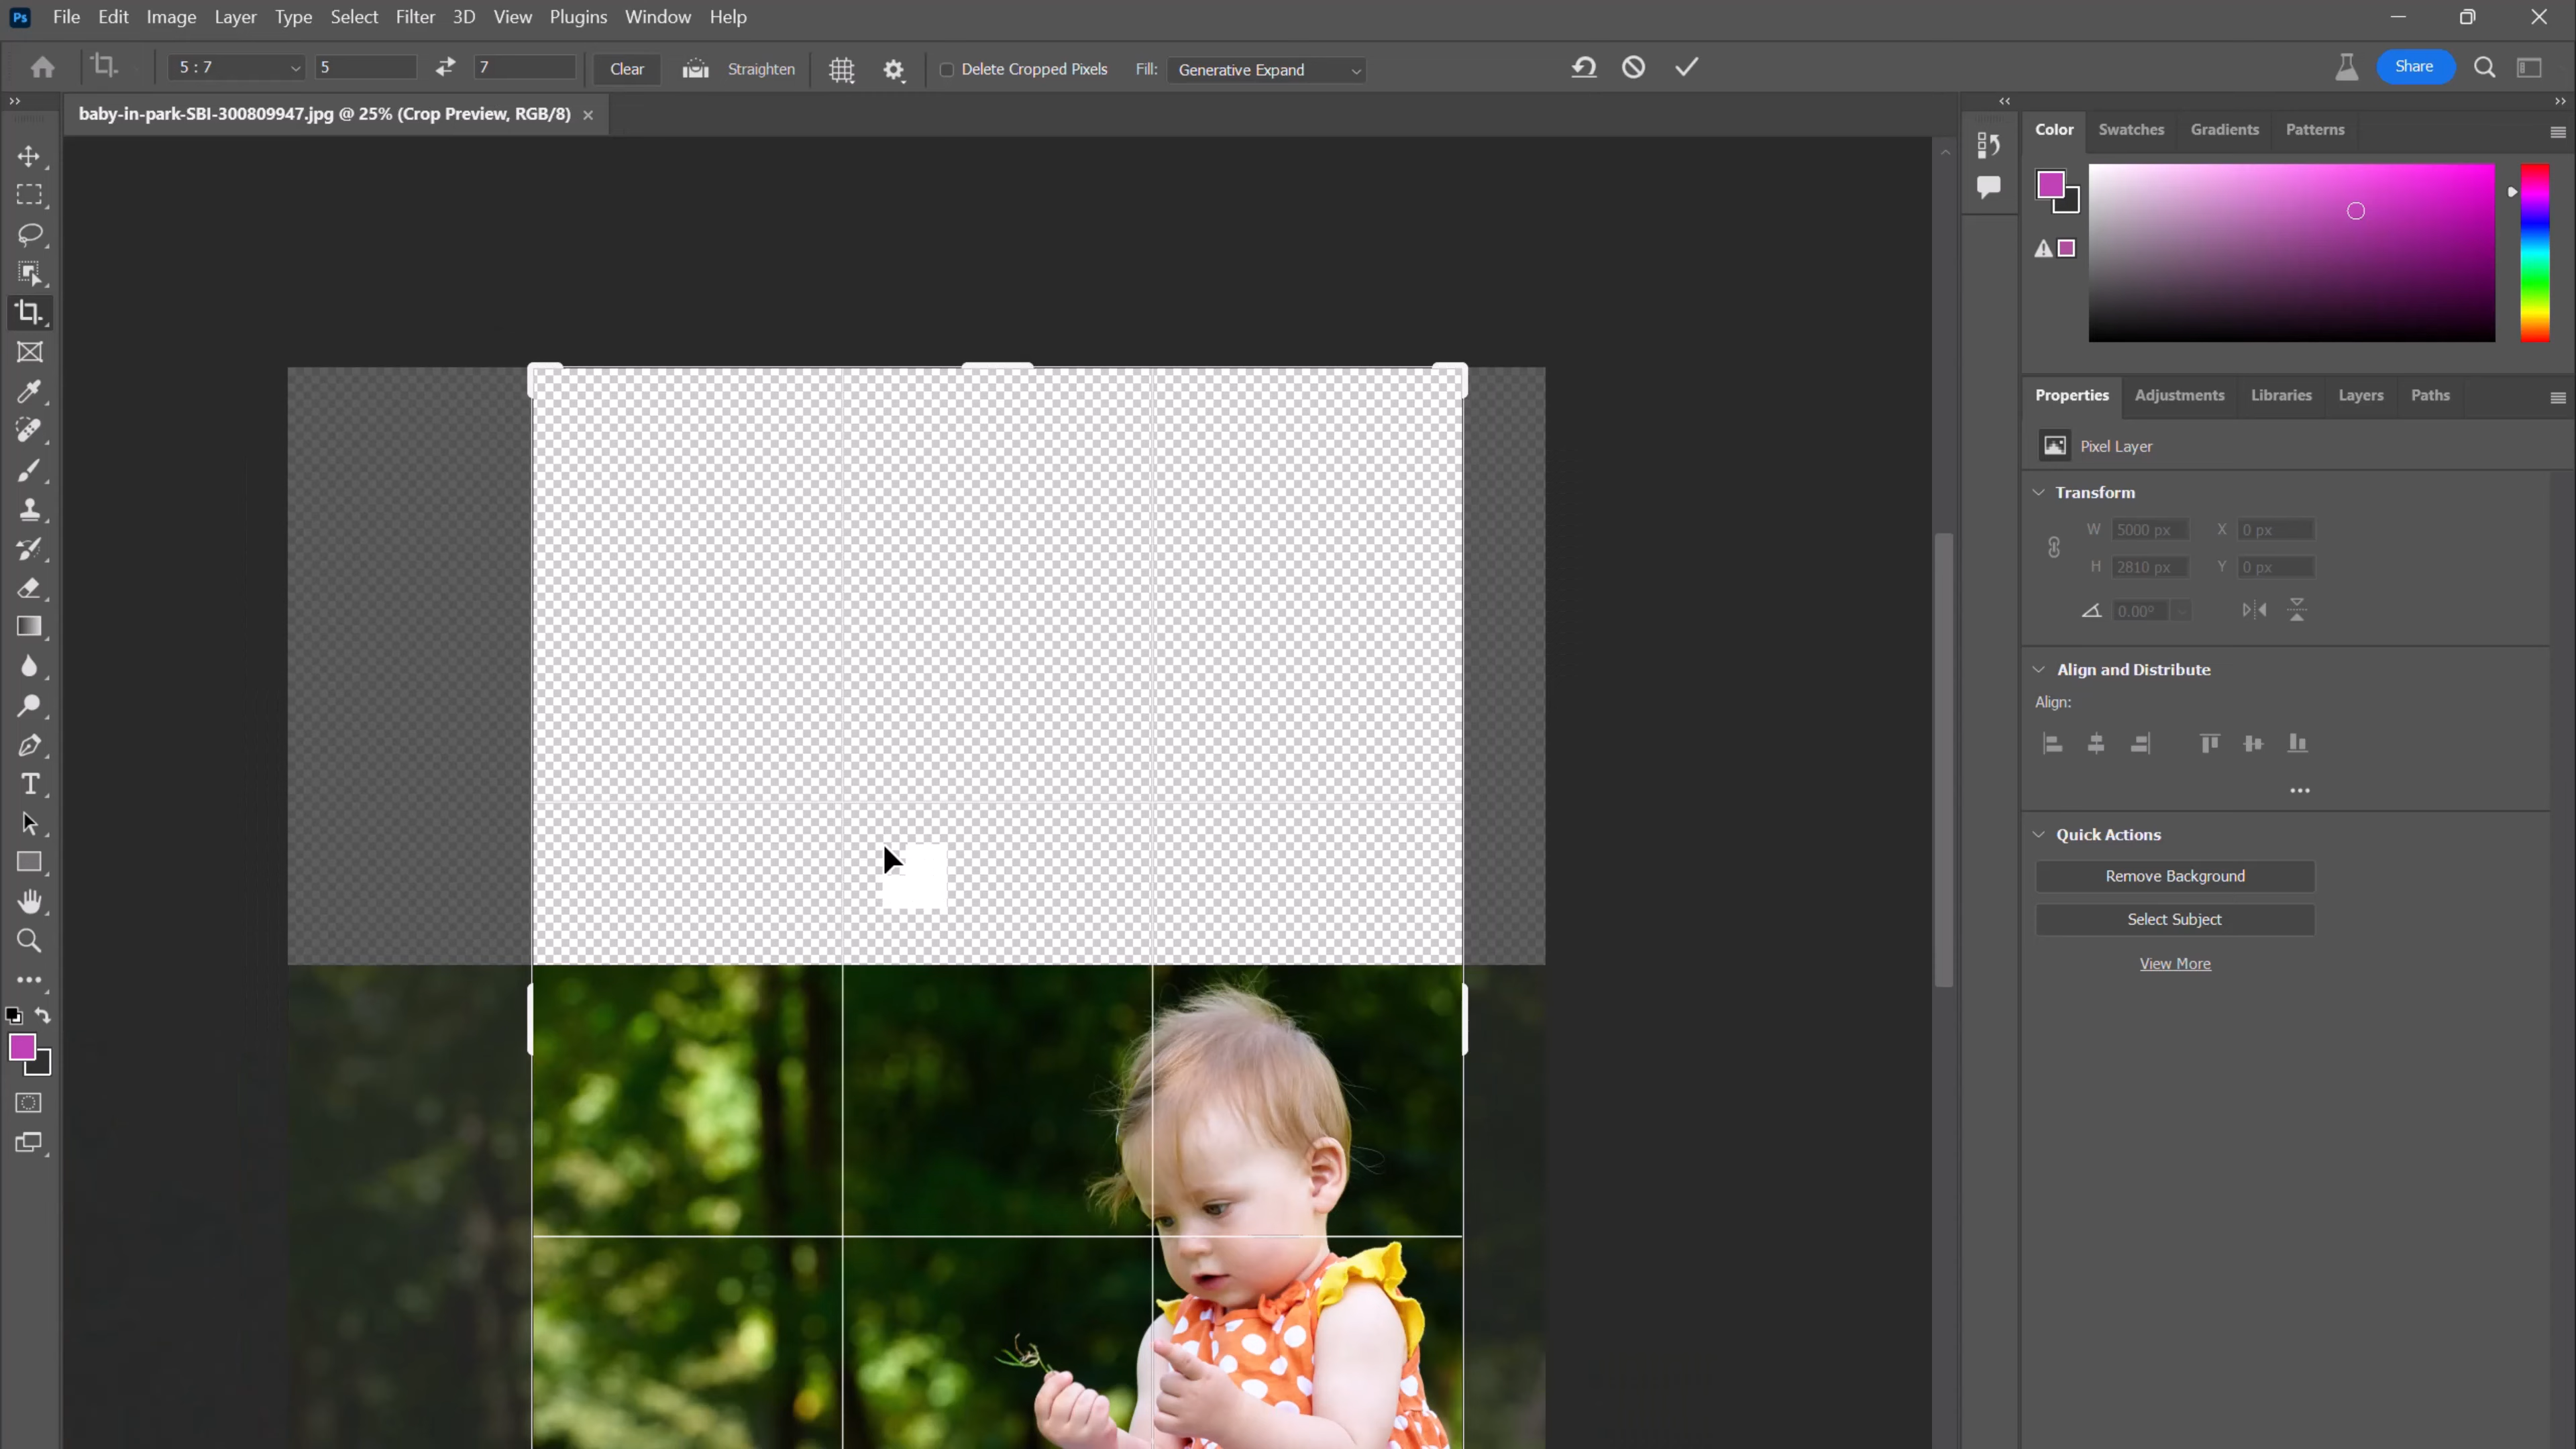 Ps File Edit Image Layer Type Select Filter 3D View Plugins Window Help
5 : 7 5 7 Clear Straighten Delete Cropped Pixels Fill: Generative Expand Share
baby-in-park-SBI-300809947.jpg @ 25% (Crop Preview, RGB/8)
Color Swatches Gradients Patterns
Properties Adjustments Libraries Layers Paths
Pixel Layer
Transform
W 5000 px X 0 px
H 2810 px Y 0 px
0.00°
Align and Distribute
Align:
Quick Actions
Remove Background
Select Subject
View More